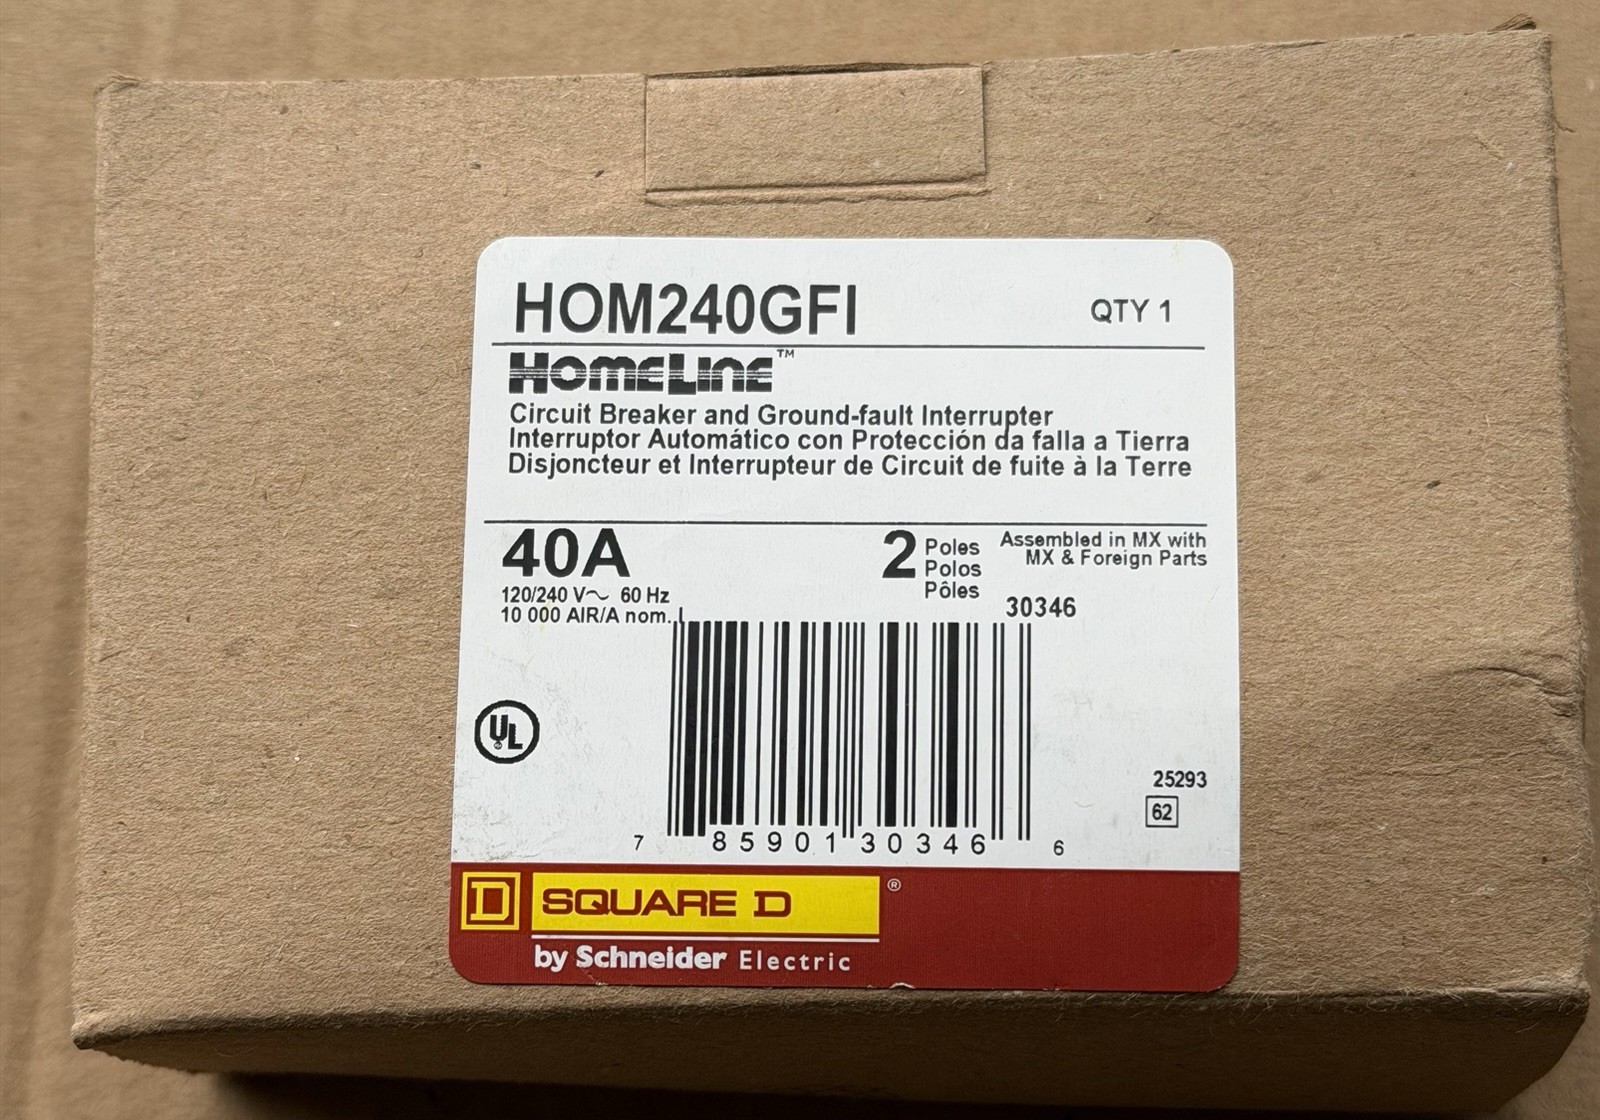 HOM240GFI QTY 1
HOMELINE™
Circuit Breaker and Ground-fault Interrupter
Interruptor Automático con Protección da falla a Tierra
Disjoncteur et Interrupteur de Circuit de fuite à la Terre
40A
120/240 V~ 60 Hz
10 000 AIR/A nom.
2 Poles
Polos
Pôles
Assembled in MX with
MX & Foreign Parts
30346
UL
7 85901 30346 6
25293
62
D SQUARE D ®
by Schneider Electric